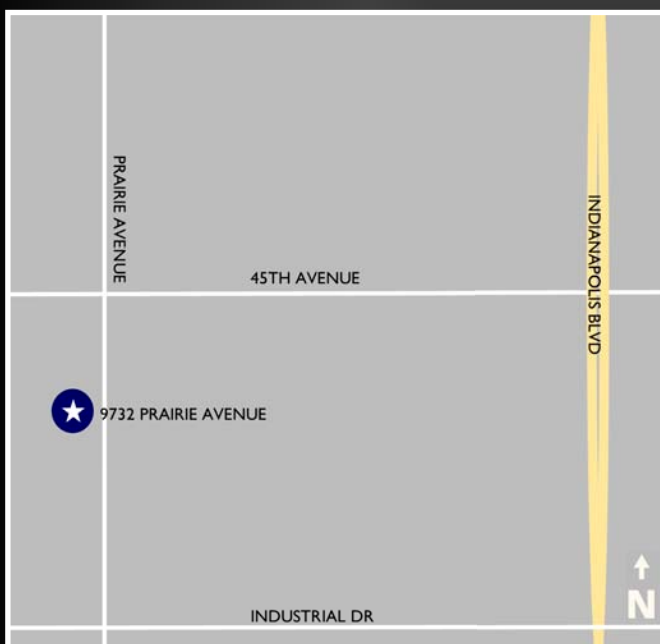 PRAIRIE AVENUE
INDIANAPOLIS BLVD
45TH AVENUE
9732 PRAIRIE AVENUE
N
INDUSTRIAL DR